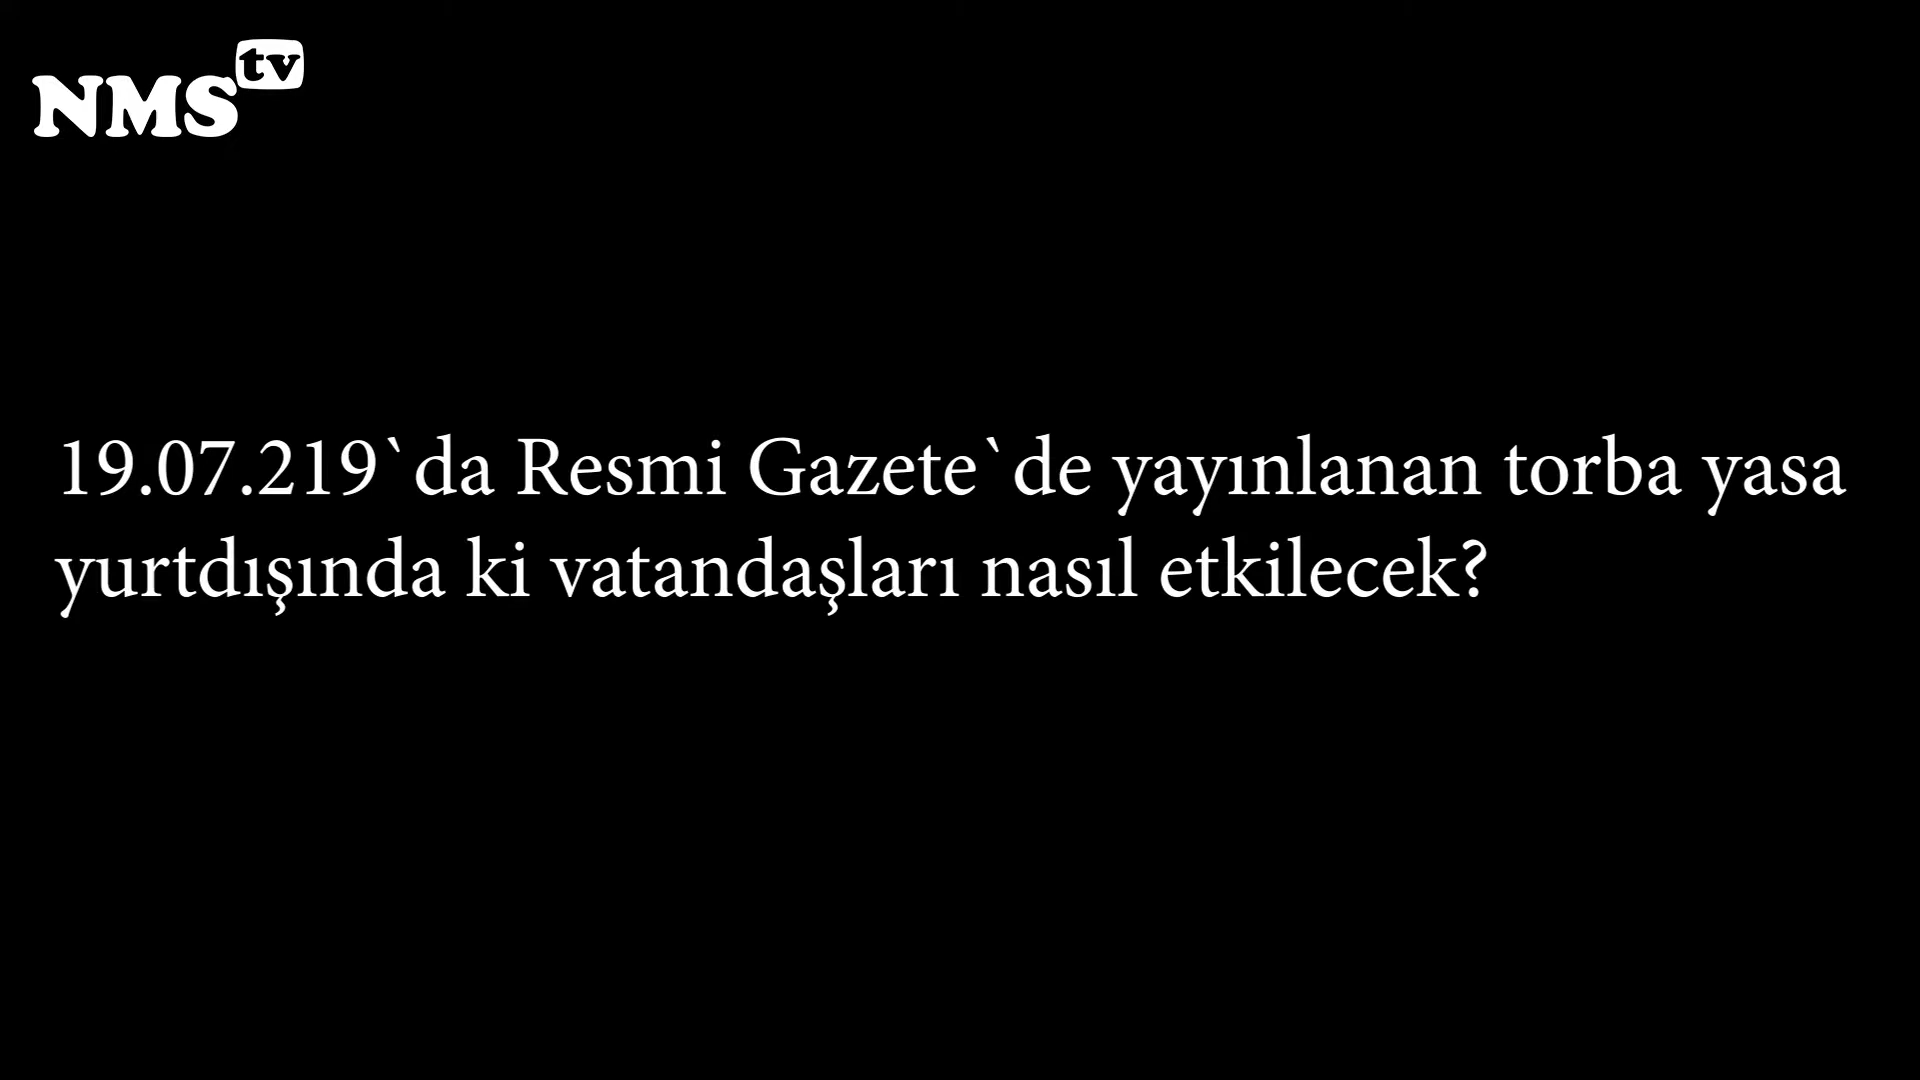 NMS tv
19.07.219`da Resmi Gazete`de yayınlanan torba yasa
yurtdışında ki vatandaşları nasıl etkilecek?